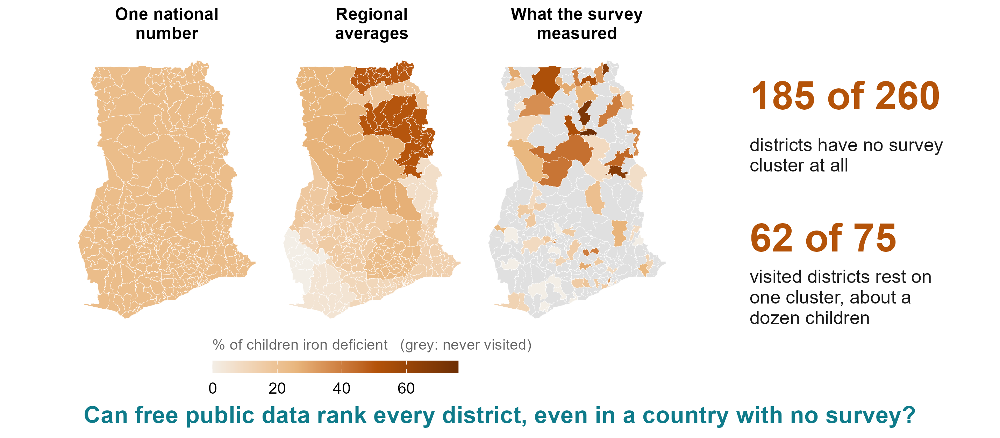 One national
number
Regional
averages
What the survey
measured
185 of 260
districts have no survey
cluster at all
62 of 75
visited districts rest on
one cluster, about a
dozen children
% of children iron deficient (grey: never visited)
0 20 40 60
Can free public data rank every district, even in a country with no survey?